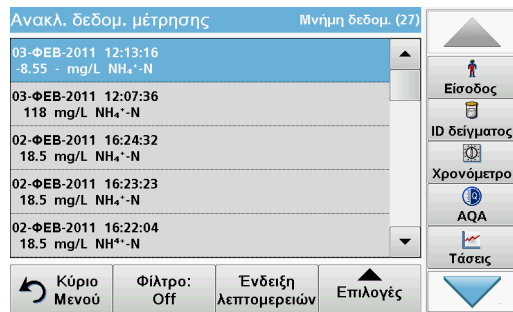 Ανακλ. δεδομ. μέτρησης
Μνήμη δεδομ. (27)
03-ΦΕΒ-2011 12:13:16
-8.55 - mg/L NH₄⁺-N
03-ΦΕΒ-2011 12:07:36
118 mg/L NH₄⁺-N
02-ΦΕΒ-2011 16:24:32
18.5 mg/L NH₄⁺-N
02-ΦΕΒ-2011 16:23:23
18.5 mg/L NH₄⁺-N
02-ΦΕΒ-2011 16:22:04
18.5 mg/L NH⁴⁺-N
Είσοδος
ID δείγματος
Χρονόμετρο
AQA
Τάσεις
Κύριο
Μενού
Φίλτρο:
Off
Ένδειξη
λεπτομερειών
Επιλογές